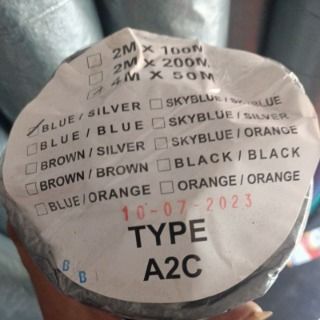 2M X 100M
2M X 200M
4M X 50M
BLUE / SILVER SKYBLUE / SKYBLUE
BLUE / BLUE SKYBLUE / SILVER
BROWN / SILVER SKYBLUE / ORANGE
BROWN / BROWN BLACK / BLACK
BLUE / ORANGE ORANGE / ORANGE
10-07-2023
TYPE
A2C
B B